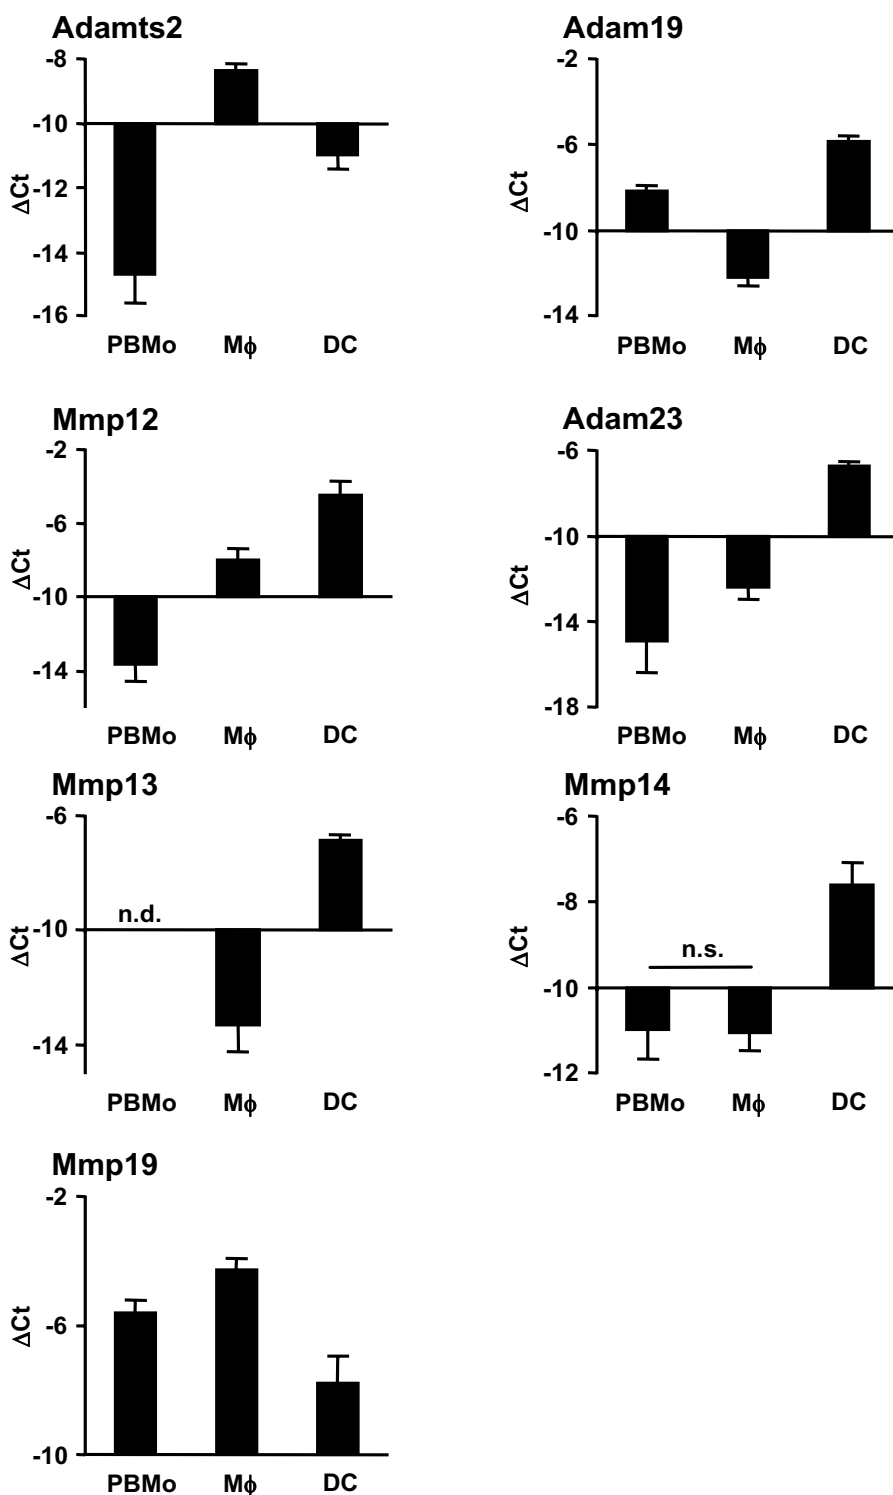 Adamts2
-8
-10
-12
-14
-16
ΔCt
PBMo Mϕ DC
Adam19
-2
-6
-10
-14
ΔCt
PBMo Mϕ DC
Mmp12
-2
-6
-10
-14
ΔCt
PBMo Mϕ DC
Adam23
-6
-10
-14
-18
ΔCt
PBMo Mϕ DC
Mmp13
-6
n.d.
-10
-14
ΔCt
PBMo Mϕ DC
Mmp14
-6
-8
n.s.
-10
-12
ΔCt
PBMo Mϕ DC
Mmp19
-2
-6
-10
ΔCt
PBMo Mϕ DC